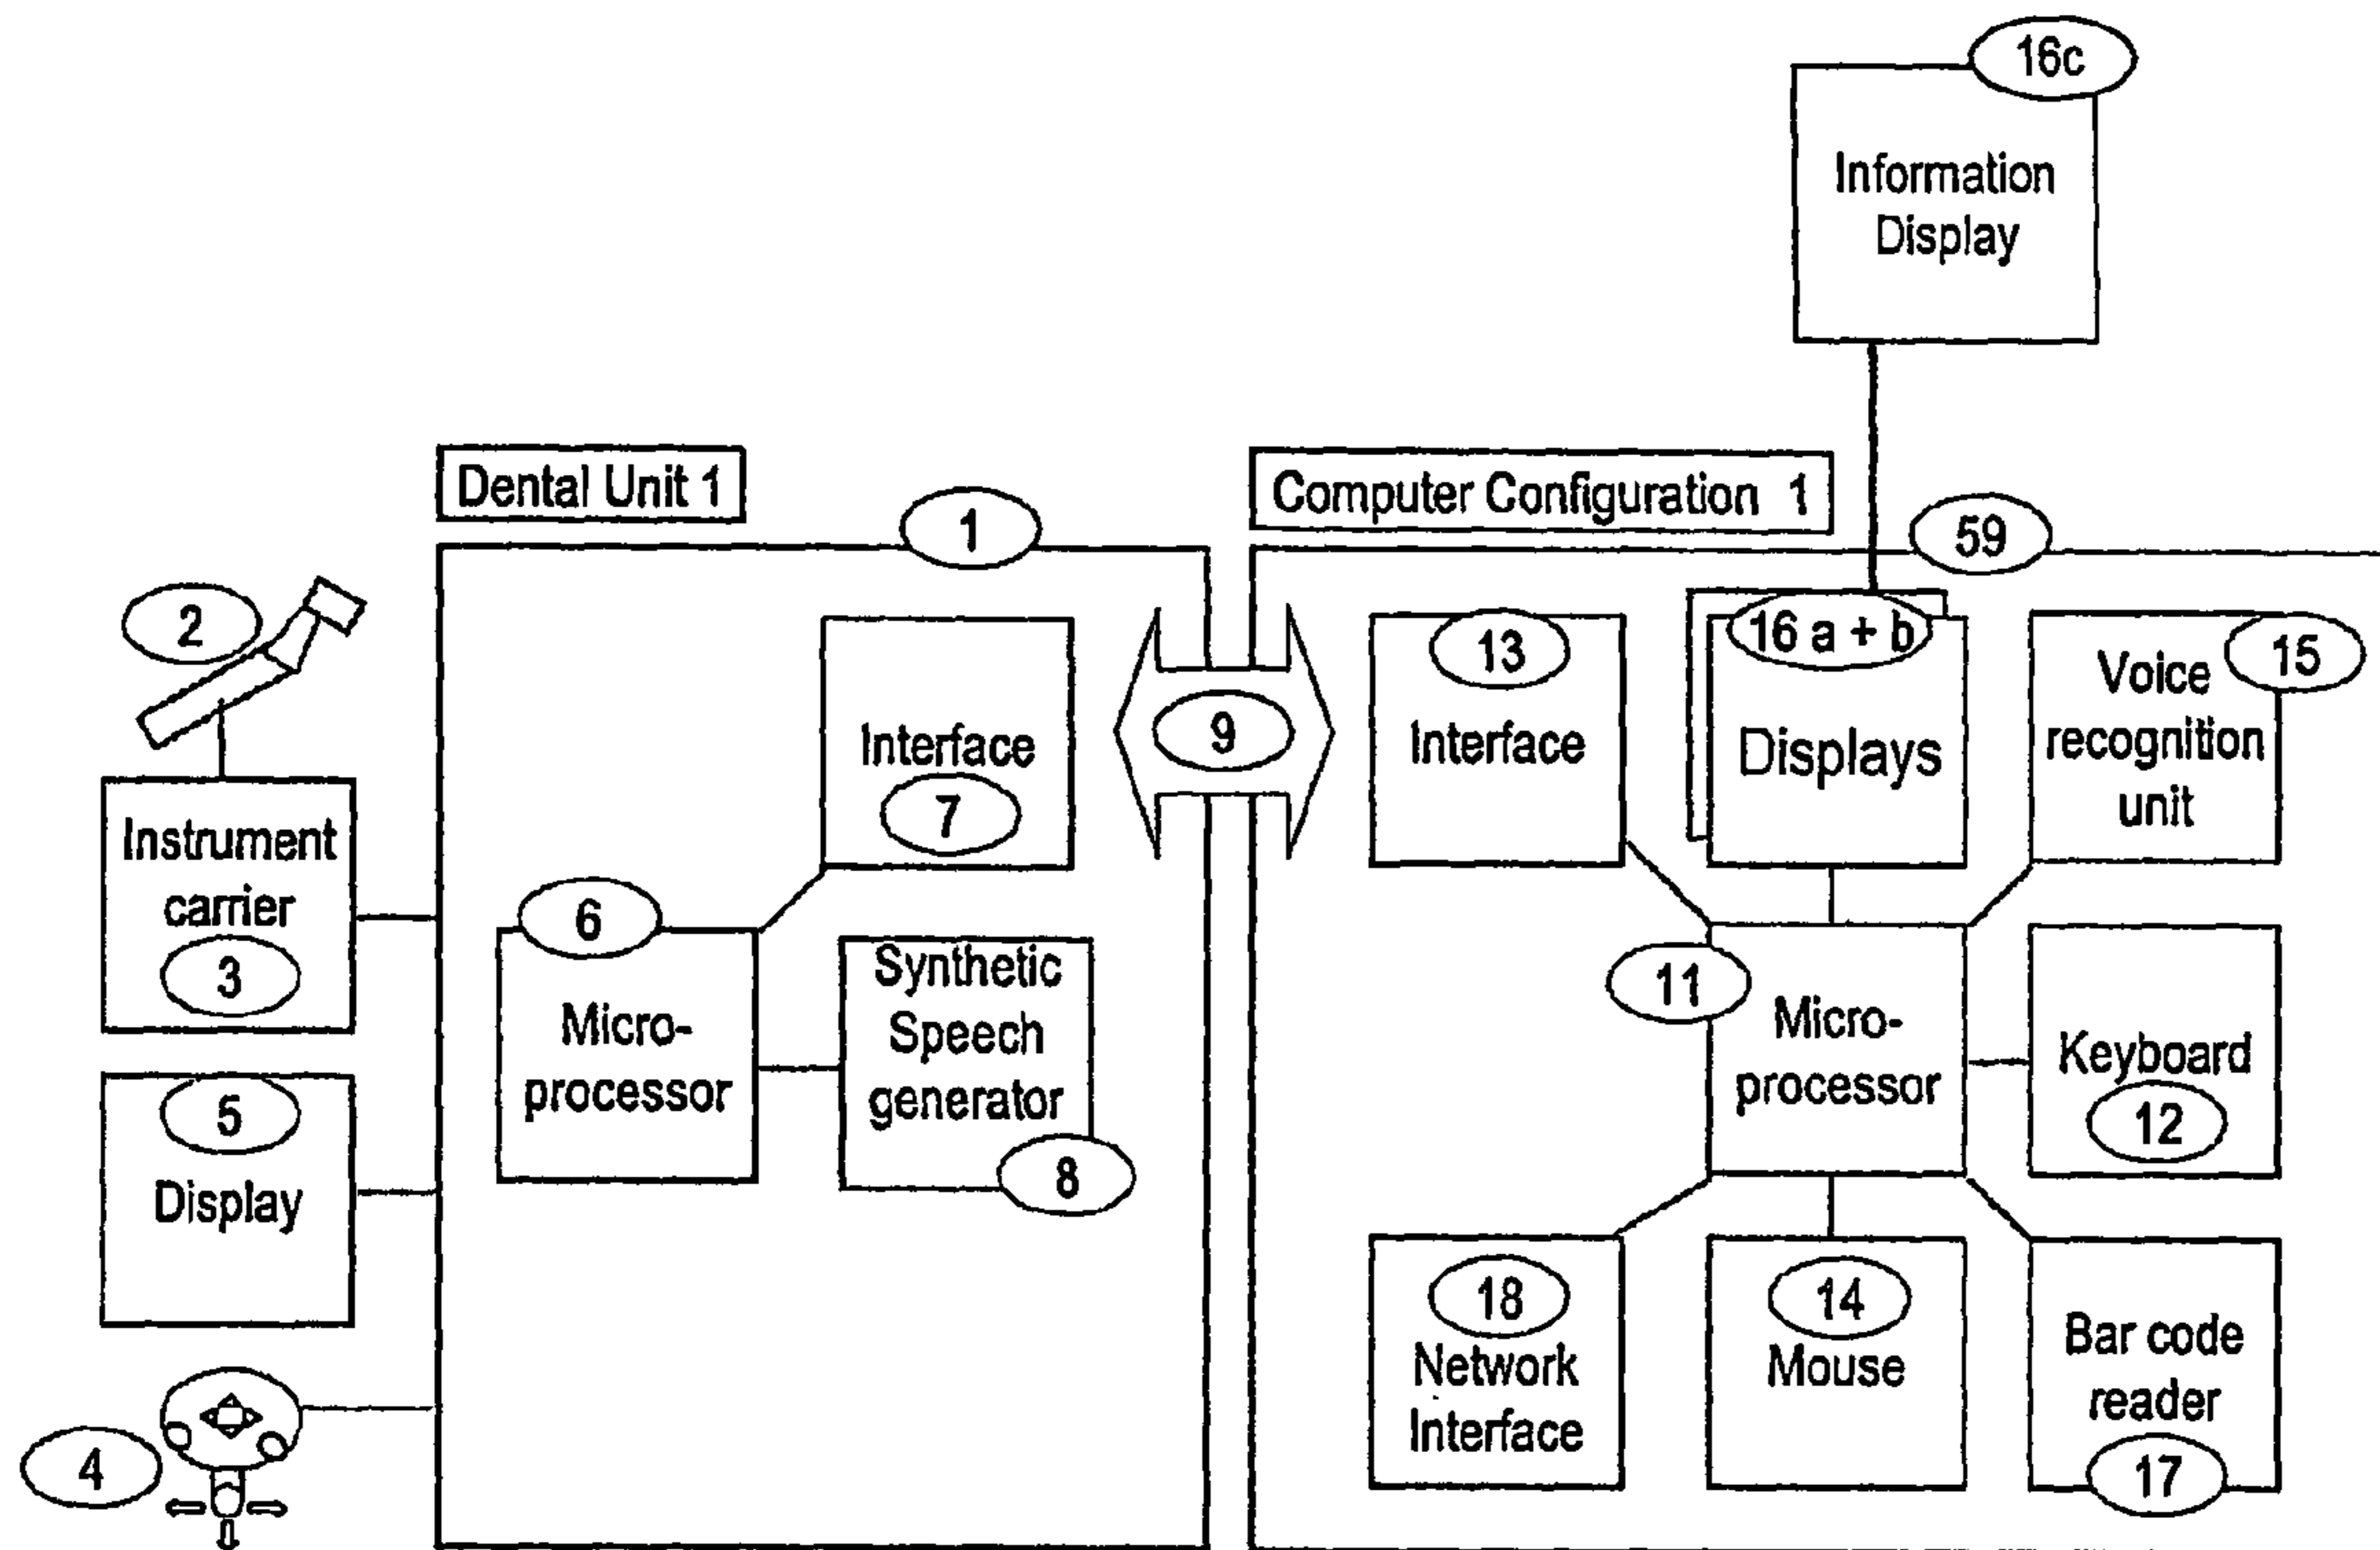 16c
Information
Display
Dental Unit 1
Computer Configuration 1
1
59
2
Instrument
carrier
3
5
Display
4
Interface
7
6
Micro-
processor
Synthetic
Speech
generator
8
9
13
Interface
16 a + b
Displays
15
Voice
recognition
unit
11
Micro-
processor
Keyboard
12
18
Network
Interface
14
Mouse
Bar code
reader
17